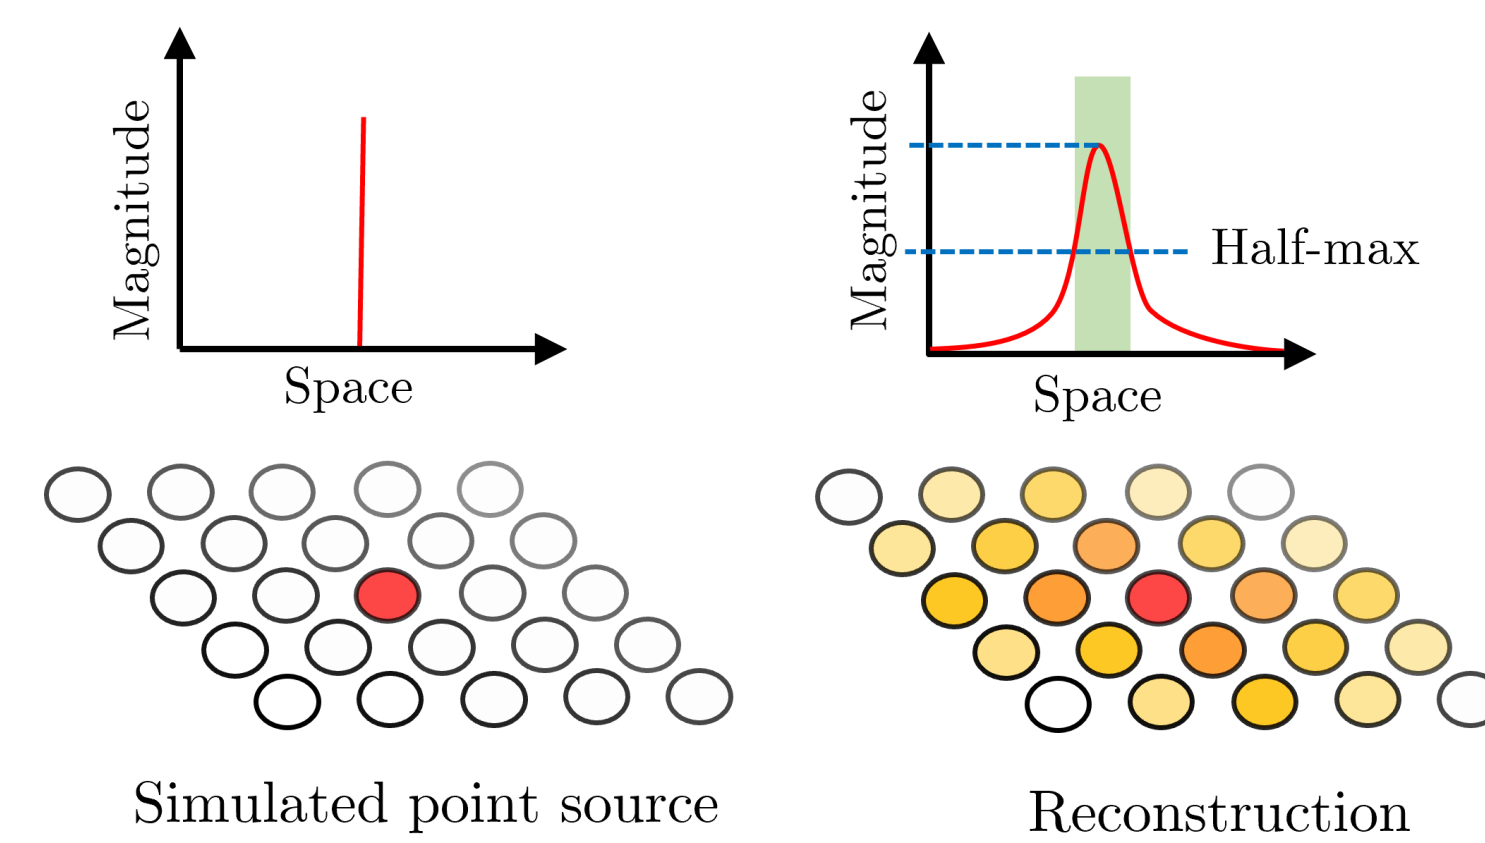 Magnitude
Space
Magnitude
Half-max
Space
Simulated point source
Reconstruction